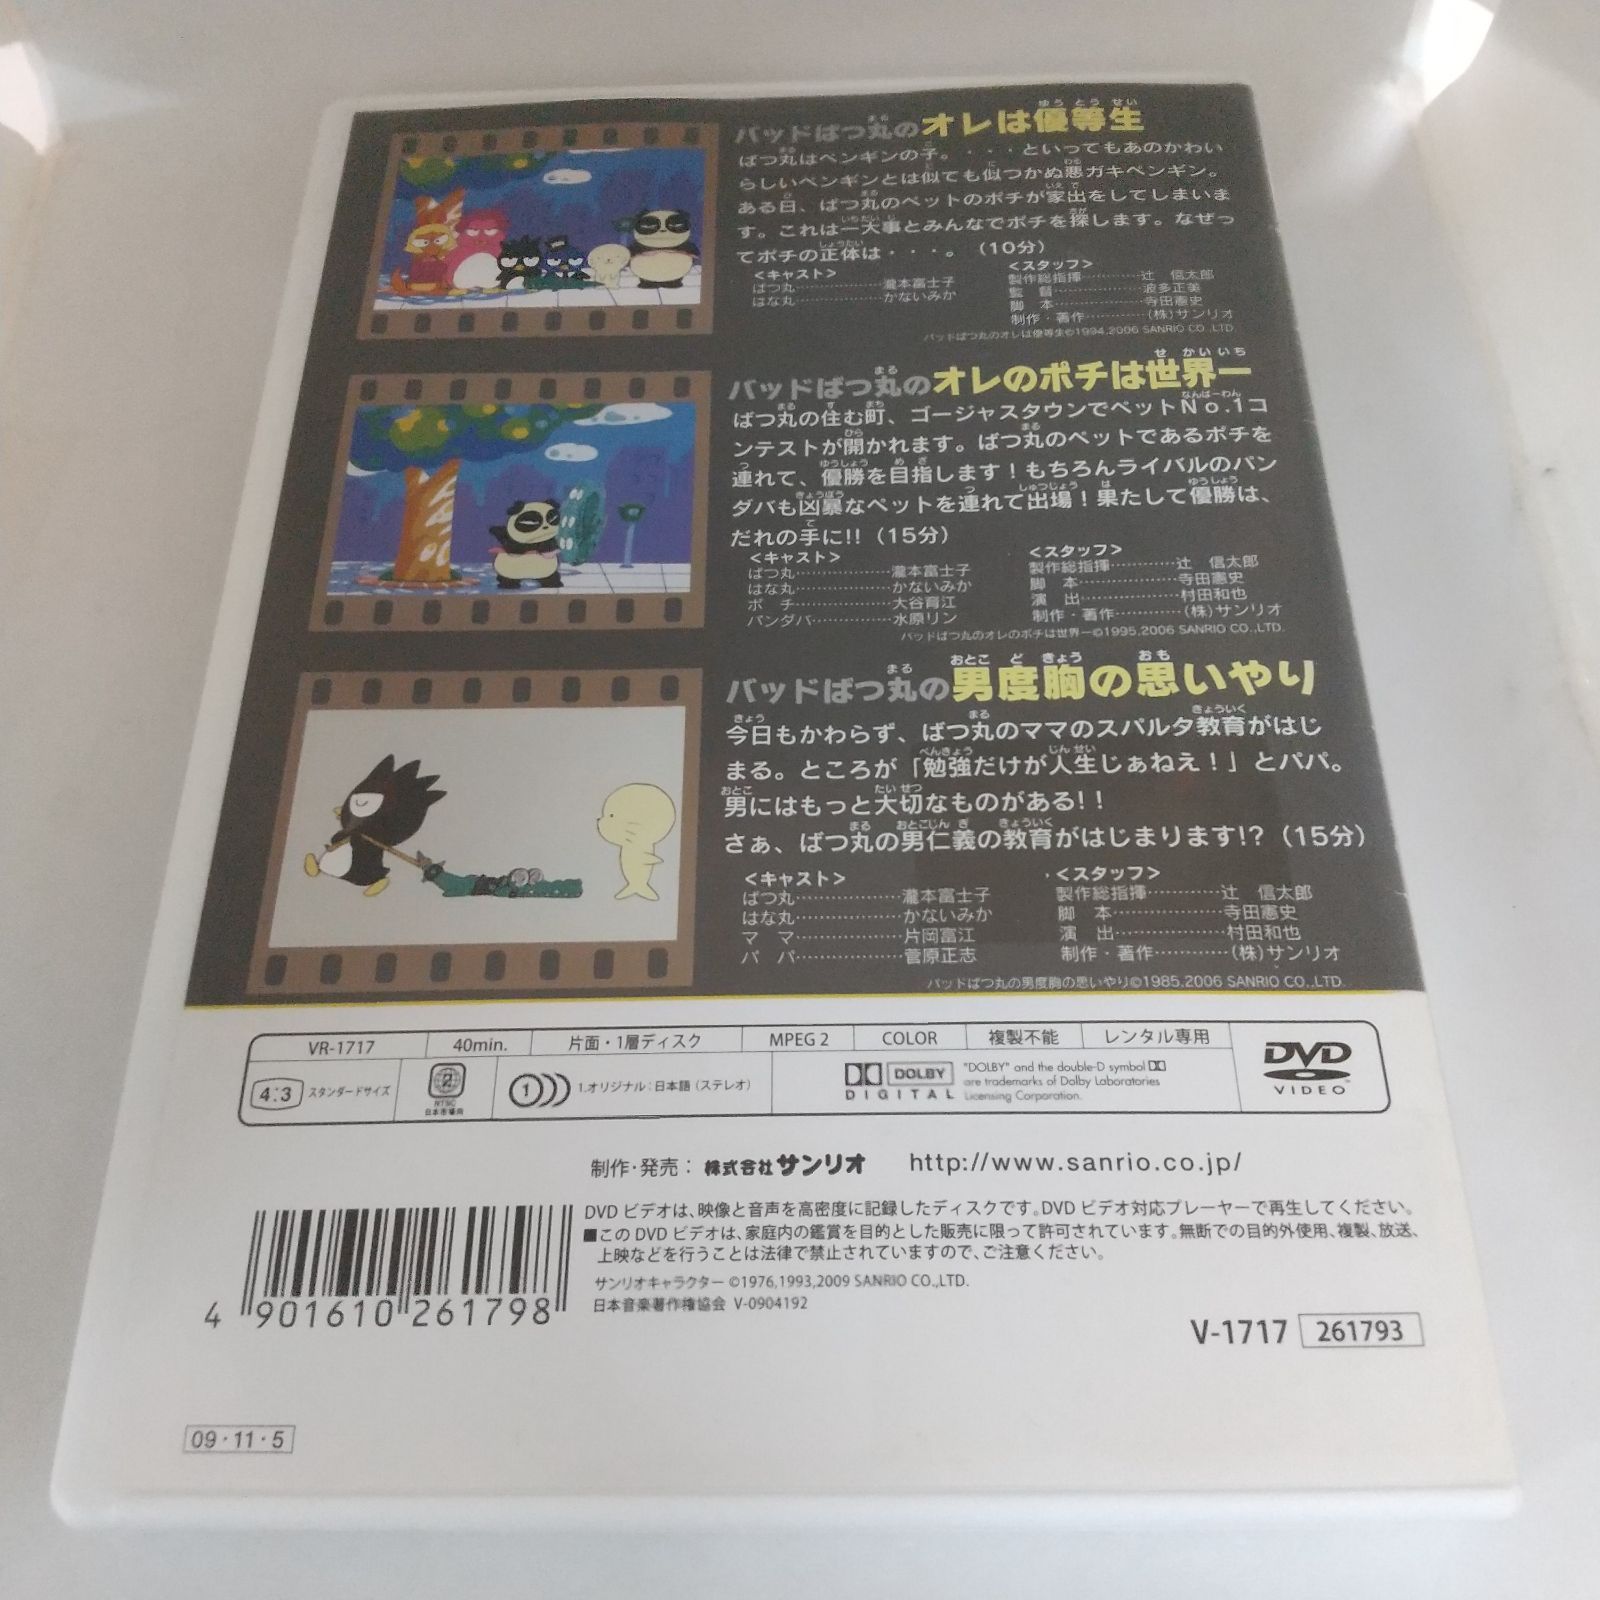 バッドばつ丸のオレは優等生
ばつ丸はペンギンの子。・・・といってもあのかわい
らしいペンギンとは似ても似つかぬ悪ガキペンギン。
ある日、ばつ丸のペットのポチが家出をしてしまいま
す。これは一大事とみんなでポチを探します。なぜっ
てポチの正体は・・・。（10分）
＜キャスト＞
ばつ丸………………瀧本富士子
はな丸………………かないみか
＜スタッフ＞
製作総指揮…………辻　信太郎
監　督………………波多正美
脚　本………………寺田憲史
制作・著作…………（株）サンリオ
バッドばつ丸のオレは優等生©1994,2006 SANRIO CO.,LTD.
バッドばつ丸のオレのポチは世界一
ばつ丸の住む町、ゴージャスタウンでペットNo.1コ
ンテストが開かれます。ばつ丸のペットであるポチを
連れて、優勝を目指します！もちろんライバルのパン
ダバも凶暴なペットを連れて出場！果たして優勝は、
だれの手に!!（15分）
＜キャスト＞
ばつ丸………………瀧本富士子
はな丸………………かないみか
ポ　チ………………大谷育江
パンダバ……………水原リン
＜スタッフ＞
製作総指揮…………辻　信太郎
脚　本………………寺田憲史
演　出………………村田和也
制作・著作…………（株）サンリオ
バッドばつ丸のオレのポチは世界一©1995,2006 SANRIO CO.,LTD.
バッドばつ丸の男度胸の思いやり
今日もかわらず、ばつ丸のママのスパルタ教育がはじ
まる。ところが「勉強だけが人生じぁねえ！」とパパ。
男にはもっと大切なものがある!!
さぁ、ばつ丸の男仁義の教育がはじまります!?（15分）
＜キャスト＞
ばつ丸………………瀧本富士子
はな丸………………かないみか
マ　マ………………片岡富江
パ　パ………………菅原正志
＜スタッフ＞
製作総指揮…………辻　信太郎
脚　本………………寺田憲史
演　出………………村田和也
制作・著作…………（株）サンリオ
バッドばつ丸の男度胸の思いやり©1985,2006 SANRIO CO.,LTD.
VR-1717 40min. 片面・1層ディスク MPEG 2 COLOR 複製不能 レンタル専用
DVD VIDEO
4:3 スタンダードサイズ
2 NTSC 日本市場向
1 1.オリジナル：日本語（ステレオ）
DOLBY DIGITAL
"DOLBY" and the double-D symbol
are trademarks of Dolby Laboratories
Licensing Corporation.
制作・発売： 株式会社サンリオ http://www.sanrio.co.jp/
DVDビデオは、映像と音声を高密度に記録したディスクです。DVDビデオ対応プレーヤーで再生してください。
■このDVDビデオは、家庭内の鑑賞を目的とした販売に限って許可されています。無断での目的外使用、複製、放送、
上映などを行うことは法律で禁止されていますので、ご注意ください。
サンリオキャラクター ©1976,1993,2009 SANRIO CO.,LTD.
日本音楽著作権協会 V-0904192
4 901610 261798
V-1717 261793
09・11・5